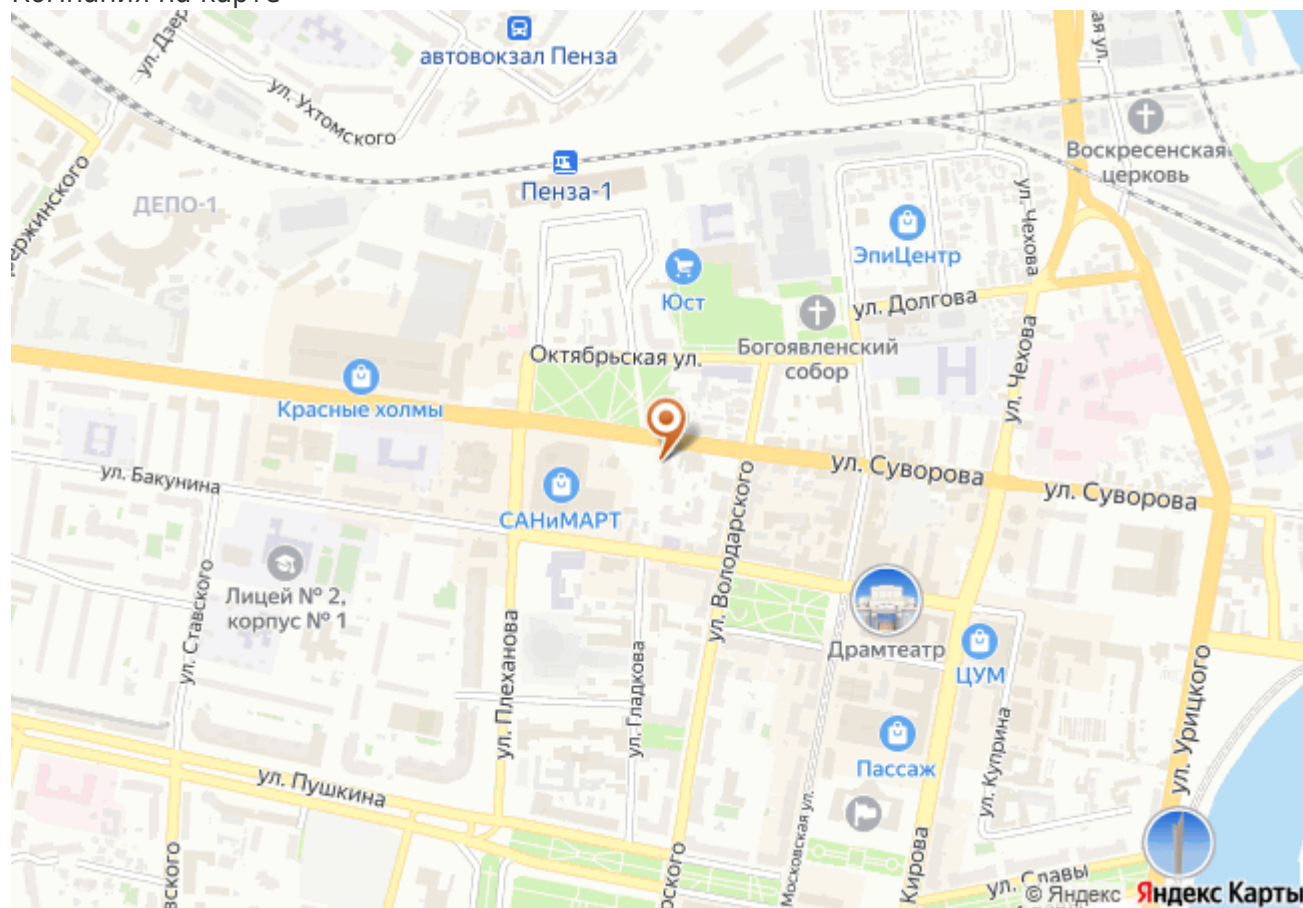 автовокзал Пенза
ул. Ухтомского
Воскресенская
церковь
Пенза-1
ДЕПО-1
ул. Чехова
ЭпиЦентр
Юст
ул. Долгова
Богоявленский
собор
Октябрьская ул.
ул. Чехова
Красные холмы
ул. Суворова
ул. Суворова
ул. Бакунина
САНиМАРТ
ул. Володарского
Лицей № 2,
корпус № 1
ул. Ставского
ул. Плеханова
ул. Гладкова
Драмтеатр
ЦУМ
ул. Урицкого
ул. Куприна
Пассаж
ул. Пушкина
Московская ул.
Кирова
ул. Славы
© Яндекс Яндекс Карты